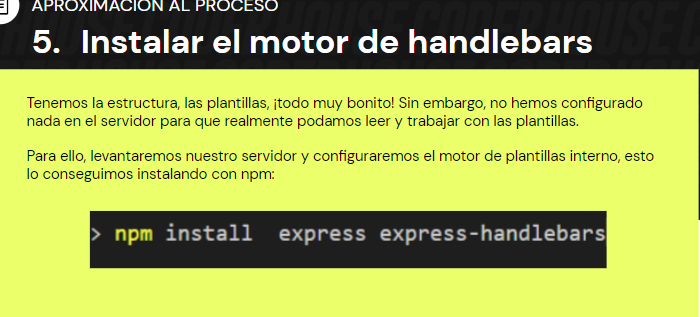 APROXIMACIÓN AL PROCESO
5. Instalar el motor de handlebars
Tenemos la estructura, las plantillas, ¡todo muy bonito! Sin embargo, no hemos configurado
nada en el servidor para que realmente podamos leer y trabajar con las plantillas.
Para ello, levantaremos nuestro servidor y configuraremos el motor de plantillas interno, esto
lo conseguimos instalando con npm:
> npm install  express express-handlebars